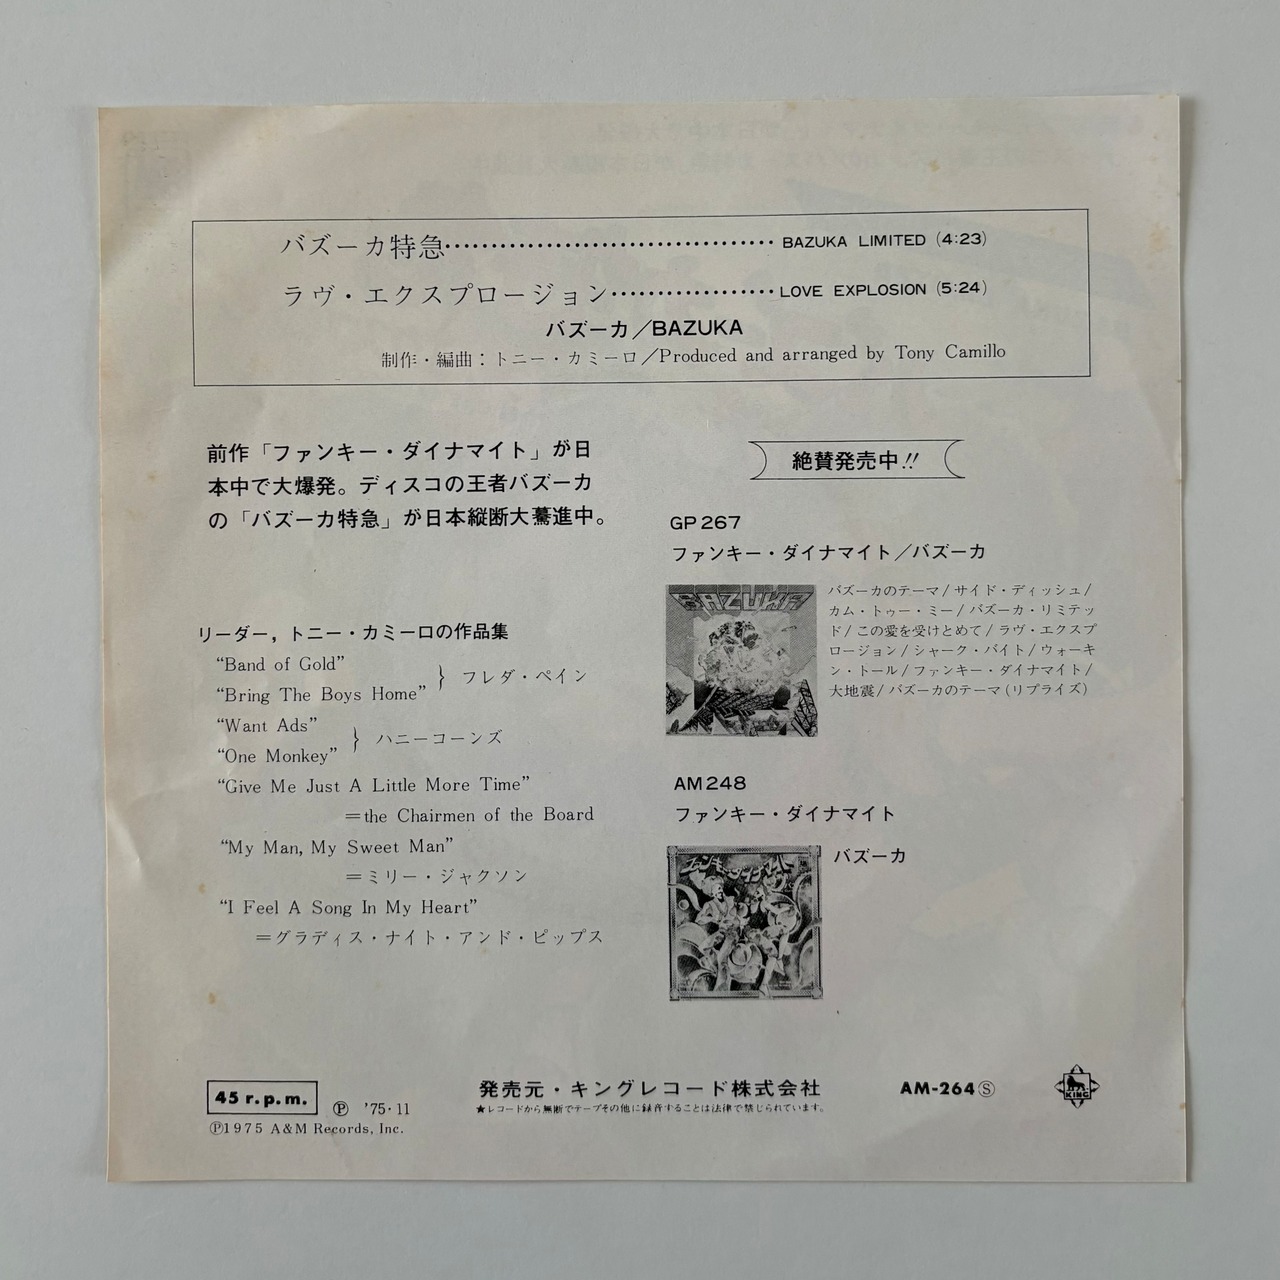 バズーカ特急‥‥‥‥‥‥‥‥‥‥‥‥‥‥‥‥‥‥BAZUKA LIMITED (4:23)
ラヴ・エクスプロージョン‥‥‥‥‥‥‥‥‥LOVE EXPLOSION (5:24)
バズーカ／BAZUKA
制作・編曲：トニー・カミーロ／Produced and arranged by Tony Camillo
前作「ファンキー・ダイナマイト」が日
本中で大爆発。ディスコの王者バズーカ
の「バズーカ特急」が日本縦断大驀進中。
リーダー，トニー・カミーロの作品集
“Band of Gold”
“Bring The Boys Home”
} フレダ・ペイン
“Want Ads”
“One Monkey”
} ハニーコーンズ
“Give Me Just A Little More Time”
＝the Chairmen of the Board
“My Man, My Sweet Man”
＝ミリー・ジャクソン
“I Feel A Song In My Heart”
＝グラディス・ナイト・アンド・ピップス
絶賛発売中!!
GP267
ファンキー・ダイナマイト／バズーカ
BAZUKA
バズーカのテーマ/サイド・ディッシュ/
カム・トゥー・ミー/バズーカ・リミテッ
ド/この愛を受けとめて/ラヴ・エクスプ
ロージョン/シャーク・バイト/ウォーキ
ン・トール/ファンキー・ダイナマイト/
大地震/バズーカのテーマ(リプライズ)
AM248
ファンキー・ダイナマイト
ファンキー・ダイナマイト
バズーカ
45 r.p.m.
Ⓟ '75・11
Ⓟ1975 A&M Records, Inc.
発売元・キングレコード株式会社
★レコードから無断でテープその他に録音することは法律で禁じられています。
AM-264Ⓢ
KING